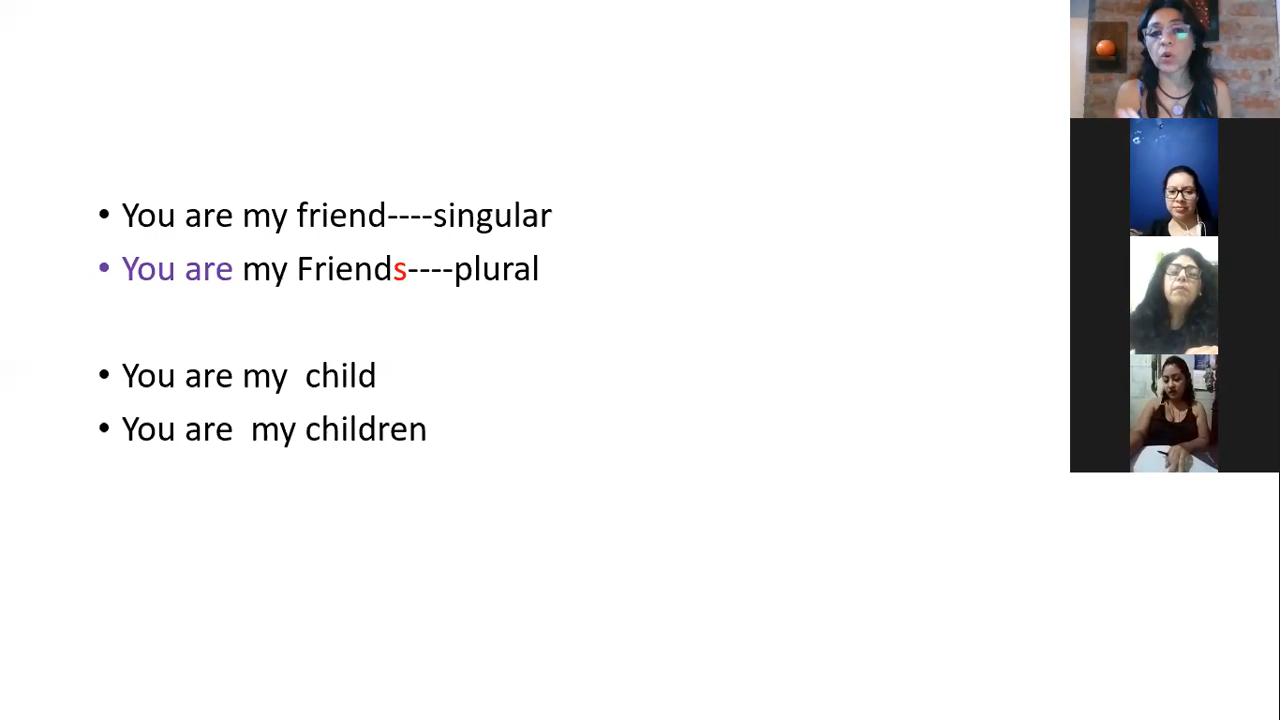 • You are my friend----singular
• You are my Friends----plural
• You are my  child
• You are  my children